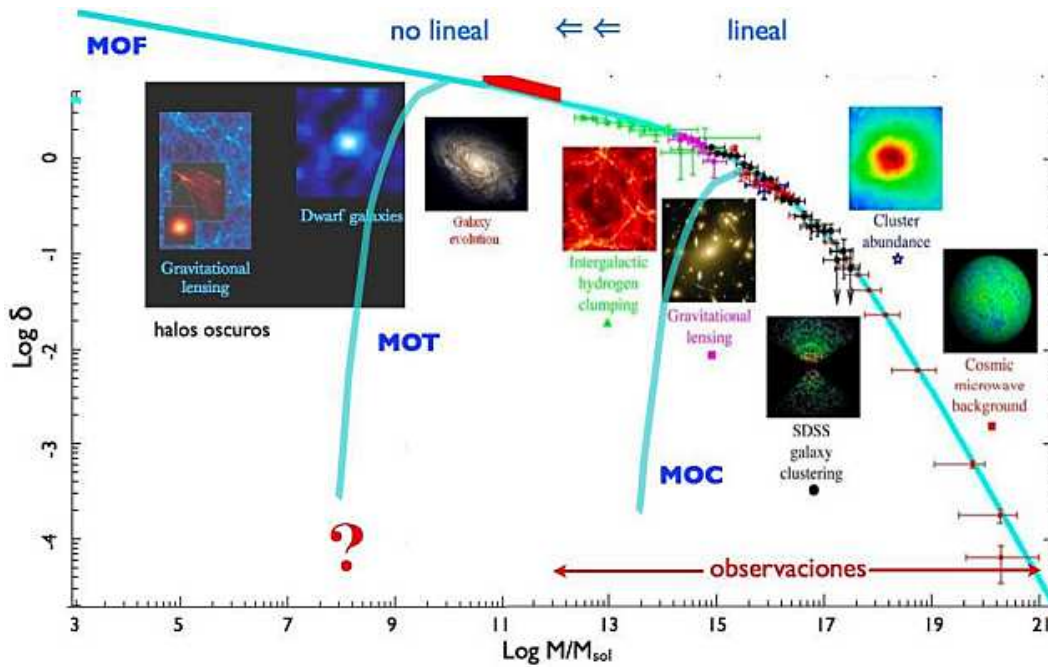 no lineal
⇐ ⇐
lineal
MOF
Gravitational
lensing
Dwarf galaxies
halos oscuros
MOT
Galaxy
evolution
Intergalactic
hydrogen
clumping
Gravitational
lensing
MOC
Cluster
abundance
SDSS
galaxy
clustering
Cosmic
microwave
background
?
observaciones
Log δ
0
-1
-2
-3
-4
3 5 7 9 11 13 15 17 19 21
Log M/Msol